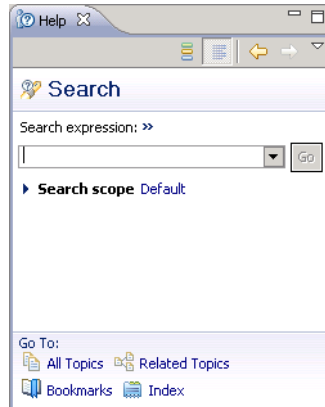 Help
Search
Search expression: »
Go
Search scope Default
Go To:
All Topics Related Topics
Bookmarks Index